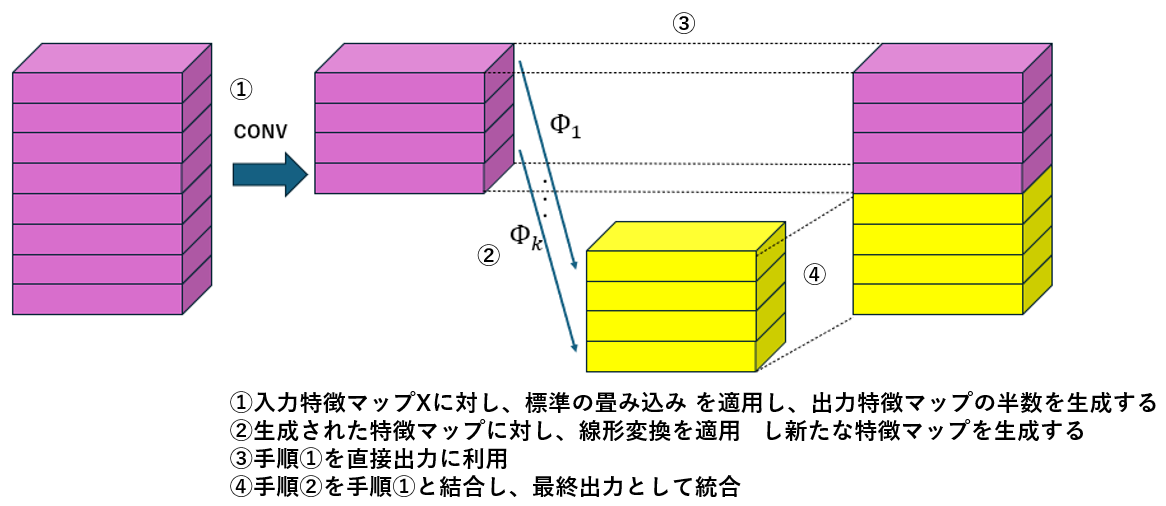 ③
①
CONV
Φ₁
⋮
Φₖ
②
④
①入力特徴マップXに対し、標準の畳み込み を適用し、出力特徴マップの半数を生成する
②生成された特徴マップに対し、線形変換を適用　し新たな特徴マップを生成する
③手順①を直接出力に利用
④手順②を手順①と結合し、最終出力として統合